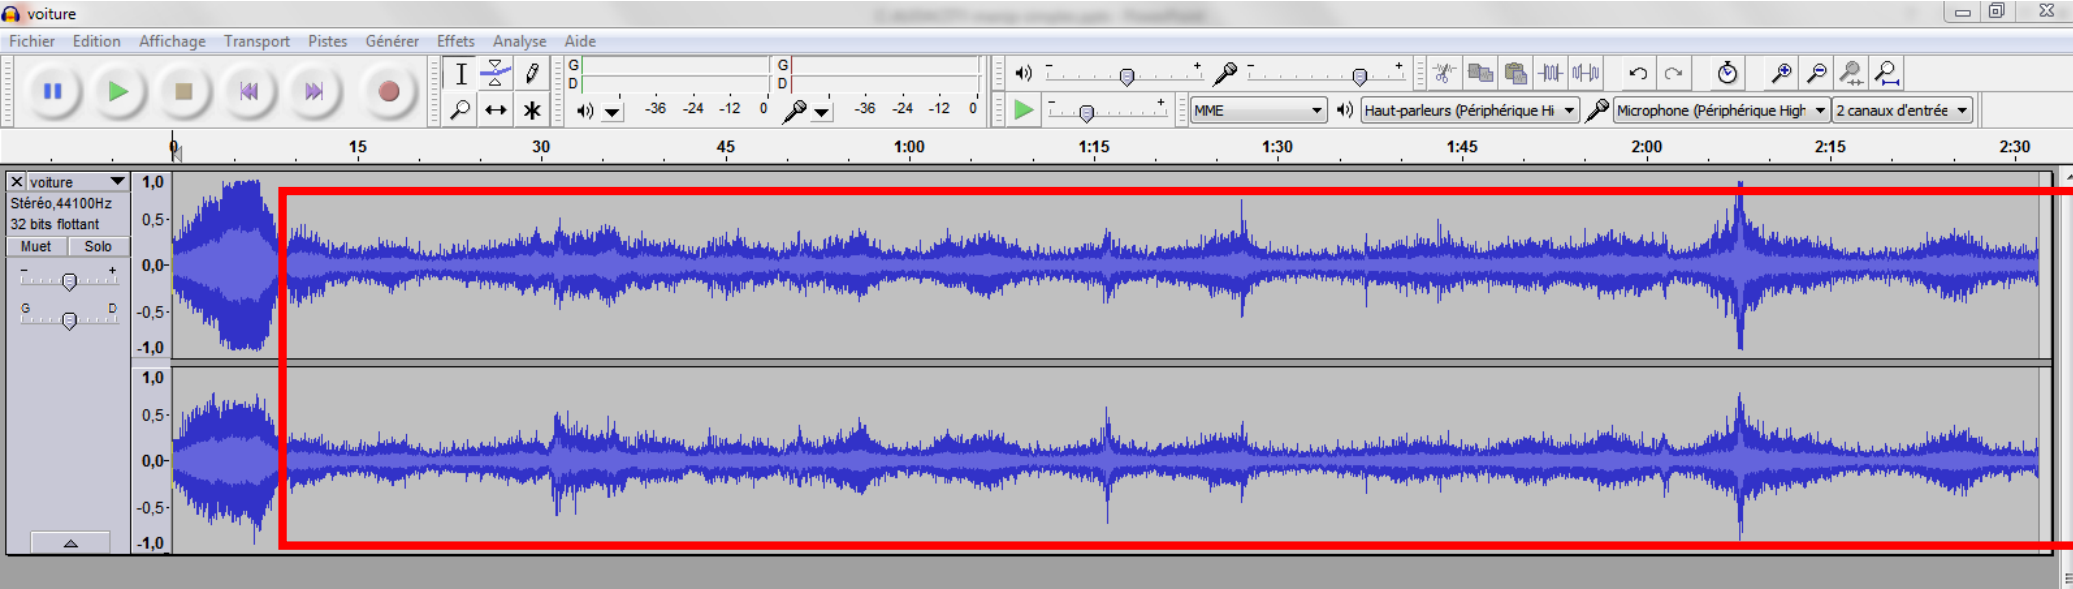 voiture
Fichier Edition Affichage Transport Pistes Générer Effets Analyse Aide
G G
D D
-36 -24 -12 0 -36 -24 -12 0
MME Haut-parleurs (Périphérique Hi Microphone (Périphérique High 2 canaux d'entrée
0 15 30 45 1:00 1:15 1:30 1:45 2:00 2:15 2:30
voiture
Stéréo,44100Hz
32 bits flottant
Muet Solo
- +
G D
1,0
0,5-
0,0-
-0,5-
-1,0
1,0
0,5-
0,0-
-0,5-
-1,0